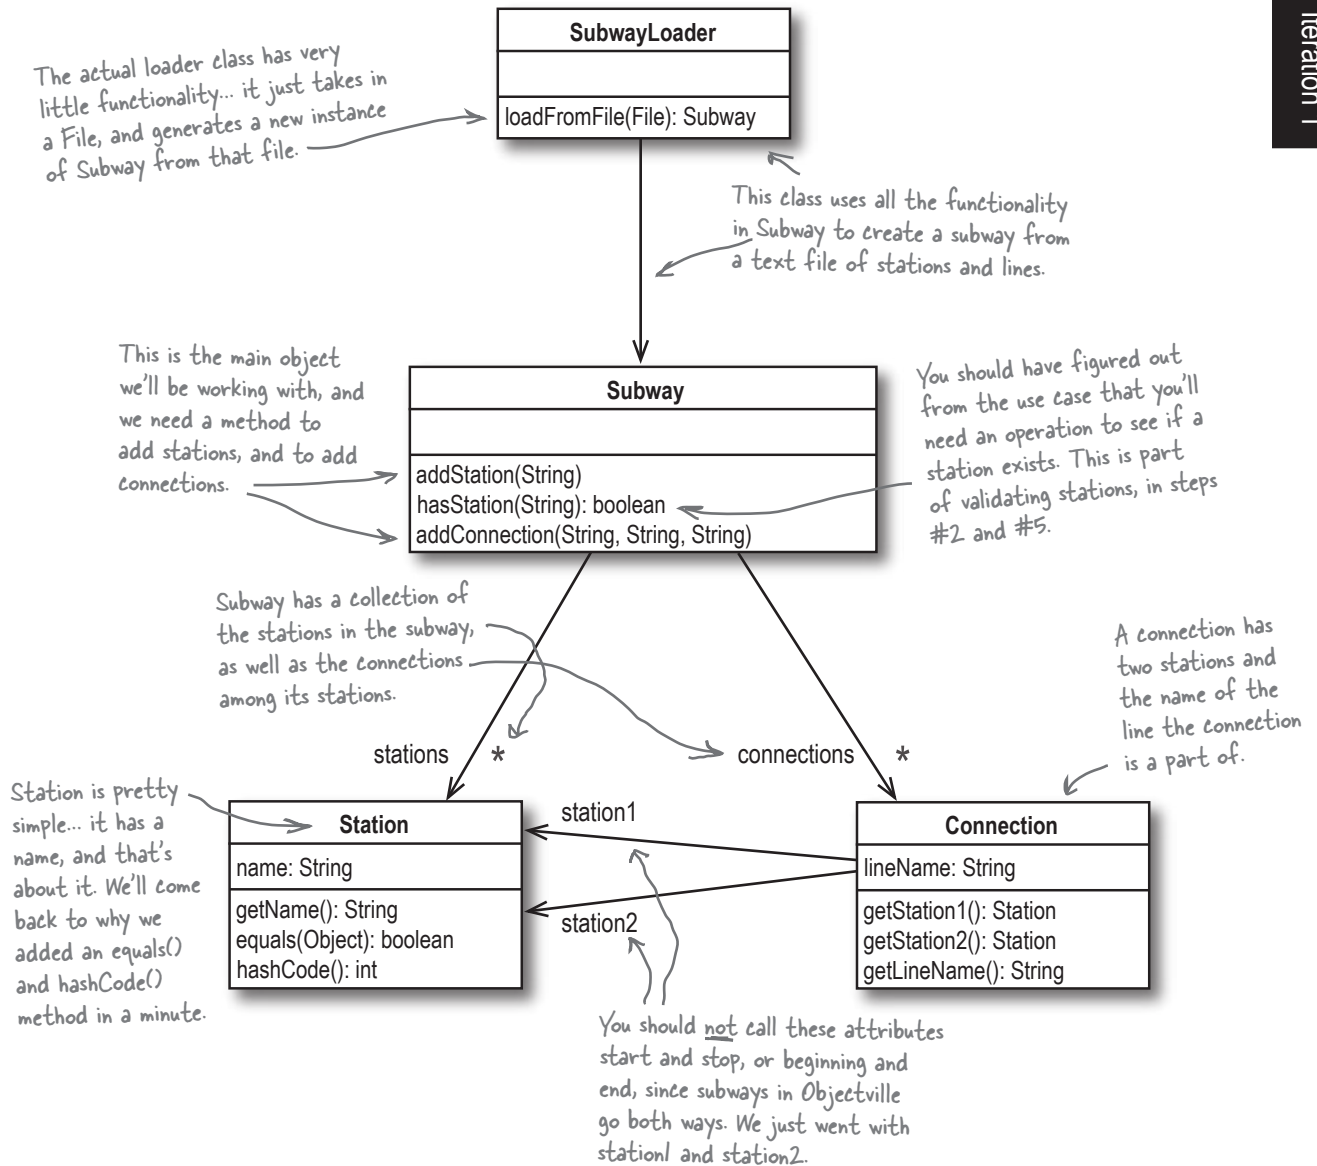 Iteration 1
SubwayLoader
loadFromFile(File): Subway
The actual loader class has very
little functionality... it just takes in
a File, and generates a new instance
of Subway from that file.
This class uses all the functionality
in Subway to create a subway from
a text file of stations and lines.
This is the main object
we'll be working with, and
we need a method to
add stations, and to add
connections.
Subway
addStation(String)
hasStation(String): boolean
addConnection(String, String, String)
You should have figured out
from the use case that you'll
need an operation to see if a
station exists. This is part
of validating stations, in steps
#2 and #5.
Subway has a collection of
the stations in the subway,
as well as the connections
among its stations.
A connection has
two stations and
the name of the
line the connection
is a part of.
stations *
connections *
Station is pretty
simple... it has a
name, and that's
about it. We'll come
back to why we
added an equals()
and hashCode()
method in a minute.
Station
name: String
getName(): String
equals(Object): boolean
hashCode(): int
station1
station2
Connection
lineName: String
getStation1(): Station
getStation2(): Station
getLineName(): String
You should not call these attributes
start and stop, or beginning and
end, since subways in Objectville
go both ways. We just went with
station1 and station2.